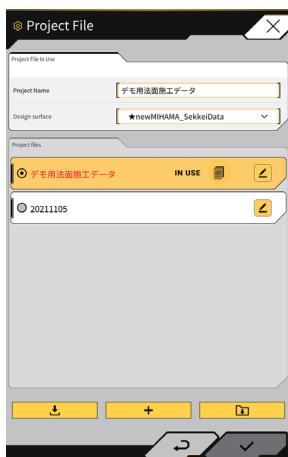 Project File
Project File In Use
Project Name
デモ用法面施工データ
Design surface
★newMIHAMA_SekkeiData
Project files
デモ用法面施工データ
IN USE
20211105